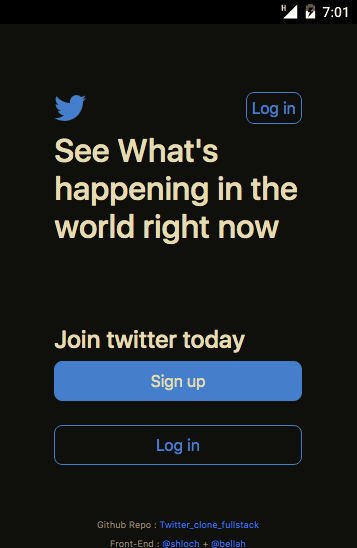 H 7:01
Log in
See What's
happening in the
world right now
Join twitter today
Sign up
Log in
Github Repo : Twitter_clone_fullstack
Front-End : @shloch + @bellah